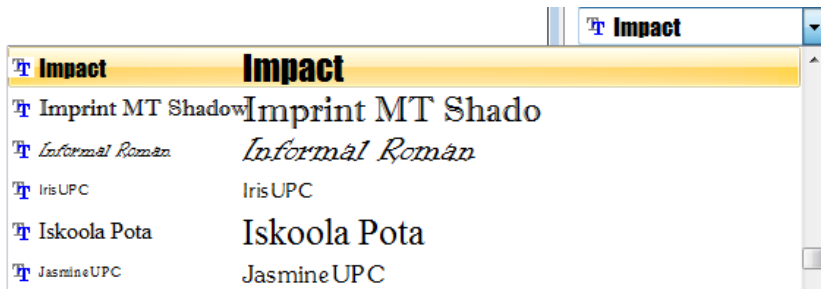 Impact
Impact Impact
Imprint MT Shadow Imprint MT Shado
Informal Roman Informal Roman
IrisUPC IrisUPC
Iskoola Pota Iskoola Pota
JasmineUPC JasmineUPC